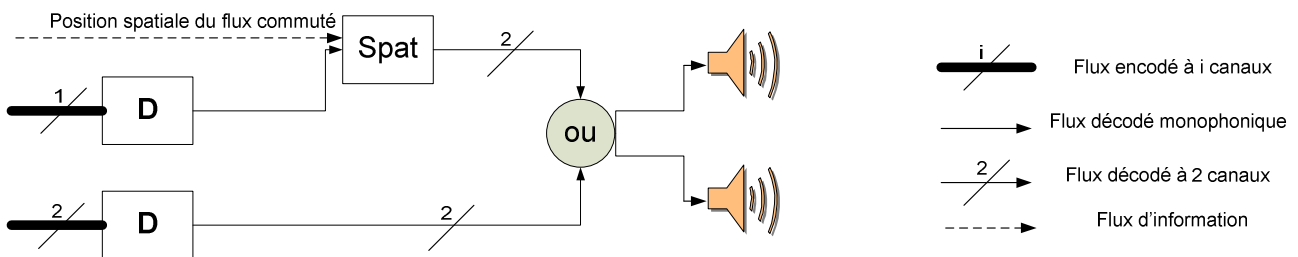 Position spatiale du flux commuté
Spat
2
1
D
ou
2
D
2
i
Flux encodé à i canaux
Flux décodé monophonique
2
Flux décodé à 2 canaux
Flux d'information